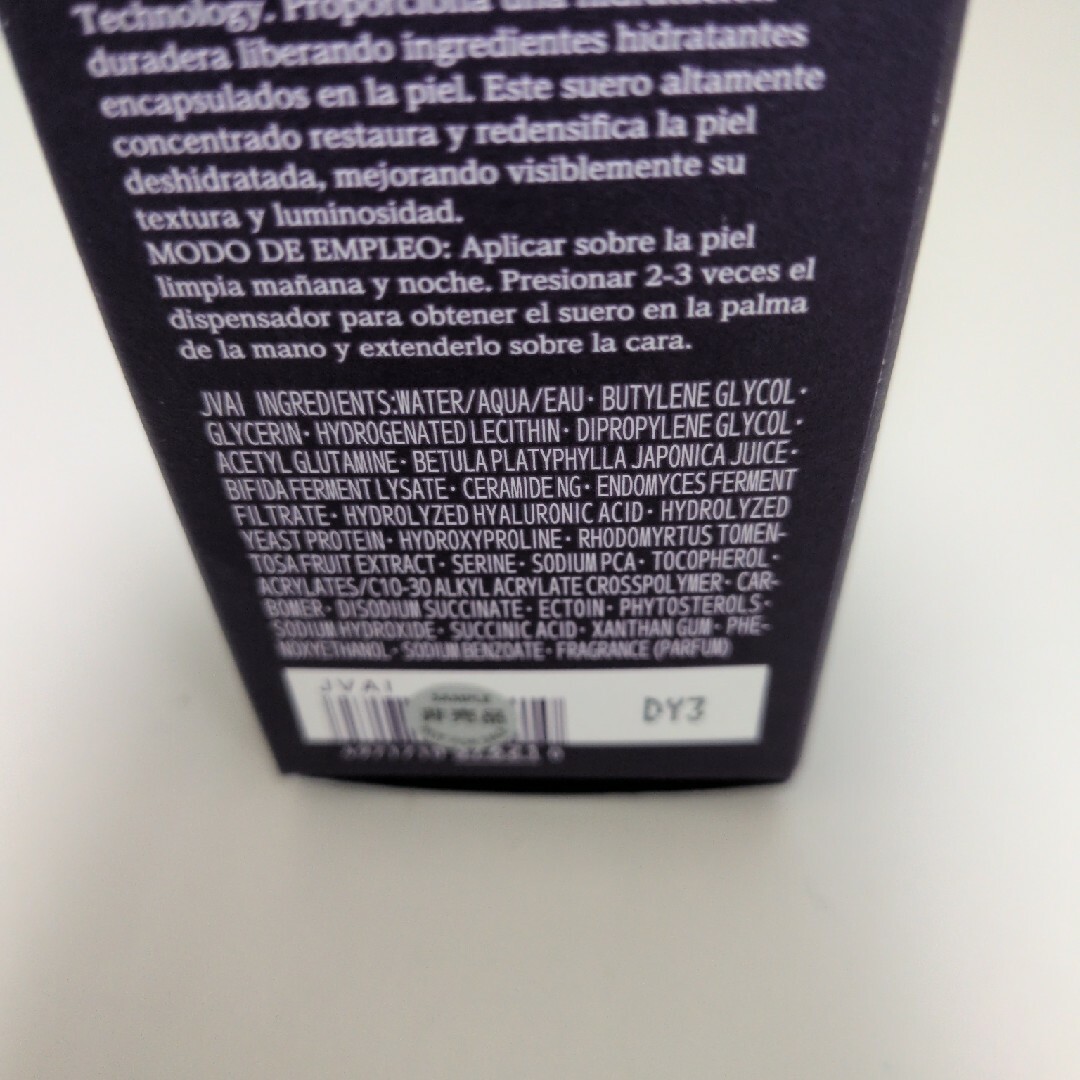 Technology. Proporciona una
duradera liberando ingredientes hidratantes
encapsulados en la piel. Este suero altamente
concentrado restaura y redensifica la piel
deshidratada, mejorando visiblemente su
textura y luminosidad.
MODO DE EMPLEO: Aplicar sobre la piel
limpia mañana y noche. Presionar 2-3 veces el
dispensador para obtener el suero en la palma
de la mano y extenderlo sobre la cara.
JVAI INGREDIENTS:WATER/AQUA/EAU· BUTYLENE GLYCOL·
GLYCERIN· HYDROGENATED LECITHIN· DIPROPYLENE GLYCOL·
ACETYL GLUTAMINE· BETULA PLATYPHYLLA JAPONICA JUICE·
BIFIDA FERMENT LYSATE· CERAMIDE NG· ENDOMYCES FERMENT
FILTRATE· HYDROLYZED HYALURONIC ACID· HYDROLYZED
YEAST PROTEIN· HYDROXYPROLINE· RHODOMYRTUS TOMEN-
TOSA FRUIT EXTRACT· SERINE· SODIUM PCA· TOCOPHEROL·
ACRYLATES/C10-30 ALKYL ACRYLATE CROSSPOLYMER· CAR-
BOMER· DISODIUM SUCCINATE· ECTOIN· PHYTOSTEROLS·
SODIUM HYDROXIDE· SUCCINIC ACID· XANTHAN GUM· PHE-
NOXYETHANOL· SODIUM BENZOATE· FRAGRANCE (PARFUM)
JVAI
SAMPLE
DY3